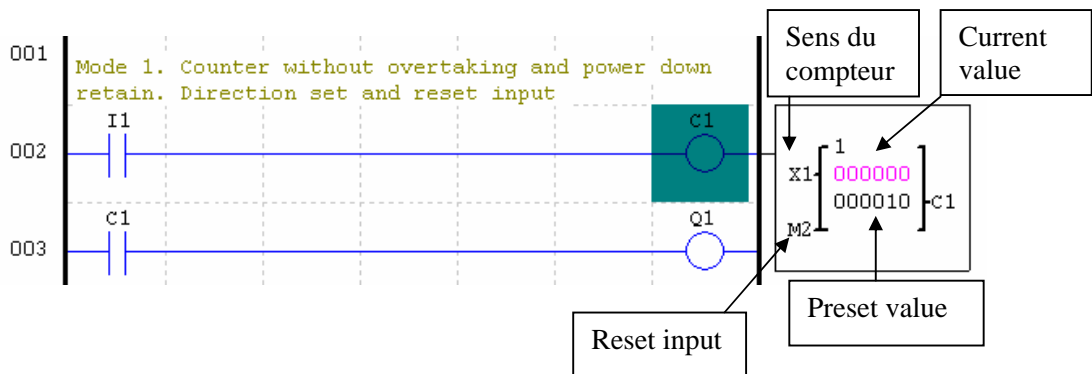 Sens du
compteur
Current
value
001
Mode 1. Counter without overtaking and power down
retain. Direction set and reset input
I1
C1
002
1
X1
000000
000010
C1
M2
C1
Q1
003
Preset value
Reset input